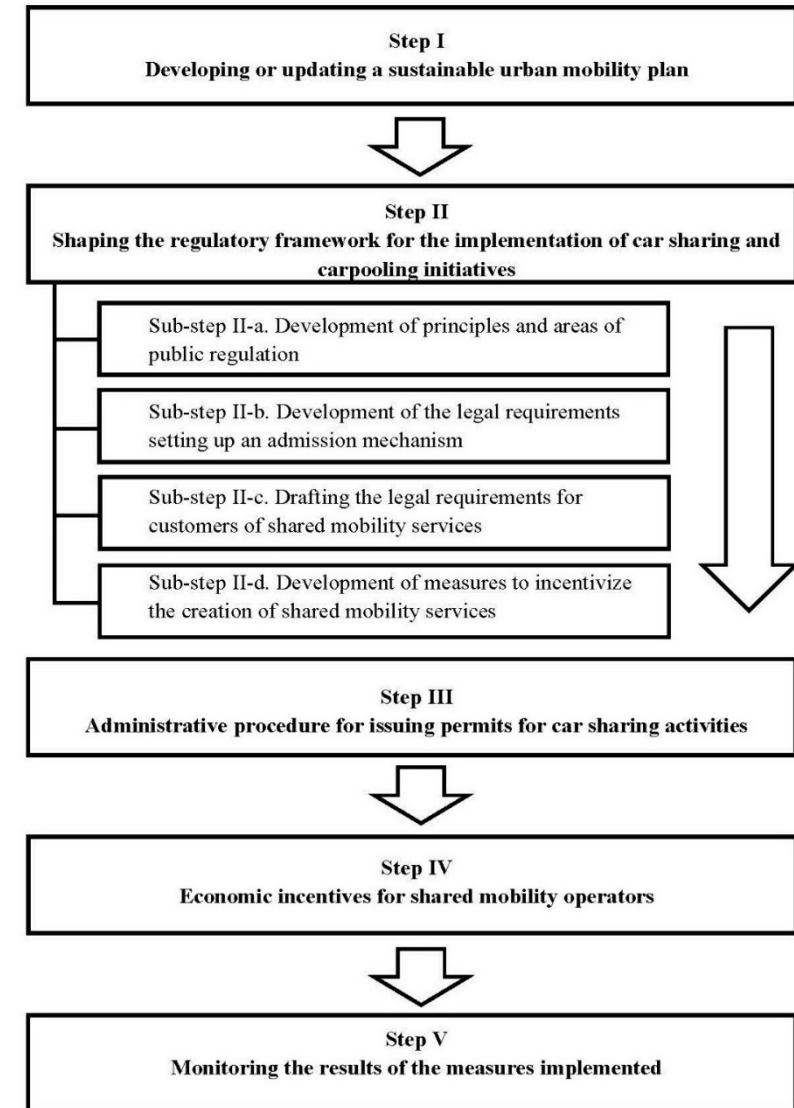 Step I
Developing or updating a sustainable urban mobility plan
Step II
Shaping the regulatory framework for the implementation of car sharing and
carpooling initiatives
Sub-step II-a. Development of principles and areas of
public regulation
Sub-step II-b. Development of the legal requirements
setting up an admission mechanism
Sub-step II-c. Drafting the legal requirements for
customers of shared mobility services
Sub-step II-d. Development of measures to incentivize
the creation of shared mobility services
Step III
Administrative procedure for issuing permits for car sharing activities
Step IV
Economic incentives for shared mobility operators
Step V
Monitoring the results of the measures implemented